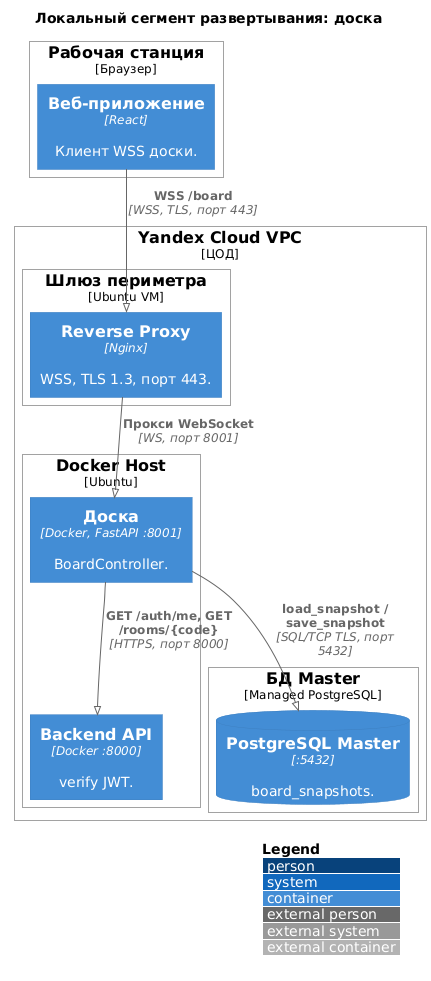 Локальный сегмент развертывания: доска
Рабочая станция
[Браузер]
Веб-приложение
[React]
Клиент WSS доски.
WSS /board
[WSS, TLS, порт 443]
Yandex Cloud VPC
[ЦОД]
Шлюз периметра
[Ubuntu VM]
Reverse Proxy
[Nginx]
WSS, TLS 1.3, порт 443.
Прокси WebSocket
[WS, порт 8001]
Docker Host
[Ubuntu]
Доска
[Docker, FastAPI :8001]
BoardController.
GET /auth/me, GET
/rooms/{code}
[HTTPS, порт 8000]
load_snapshot /
save_snapshot
[SQL/TCP TLS, порт
5432]
Backend API
[Docker :8000]
verify JWT.
БД Master
[Managed PostgreSQL]
PostgreSQL Master
[:5432]
board_snapshots.
Legend
person
system
container
external person
external system
external container